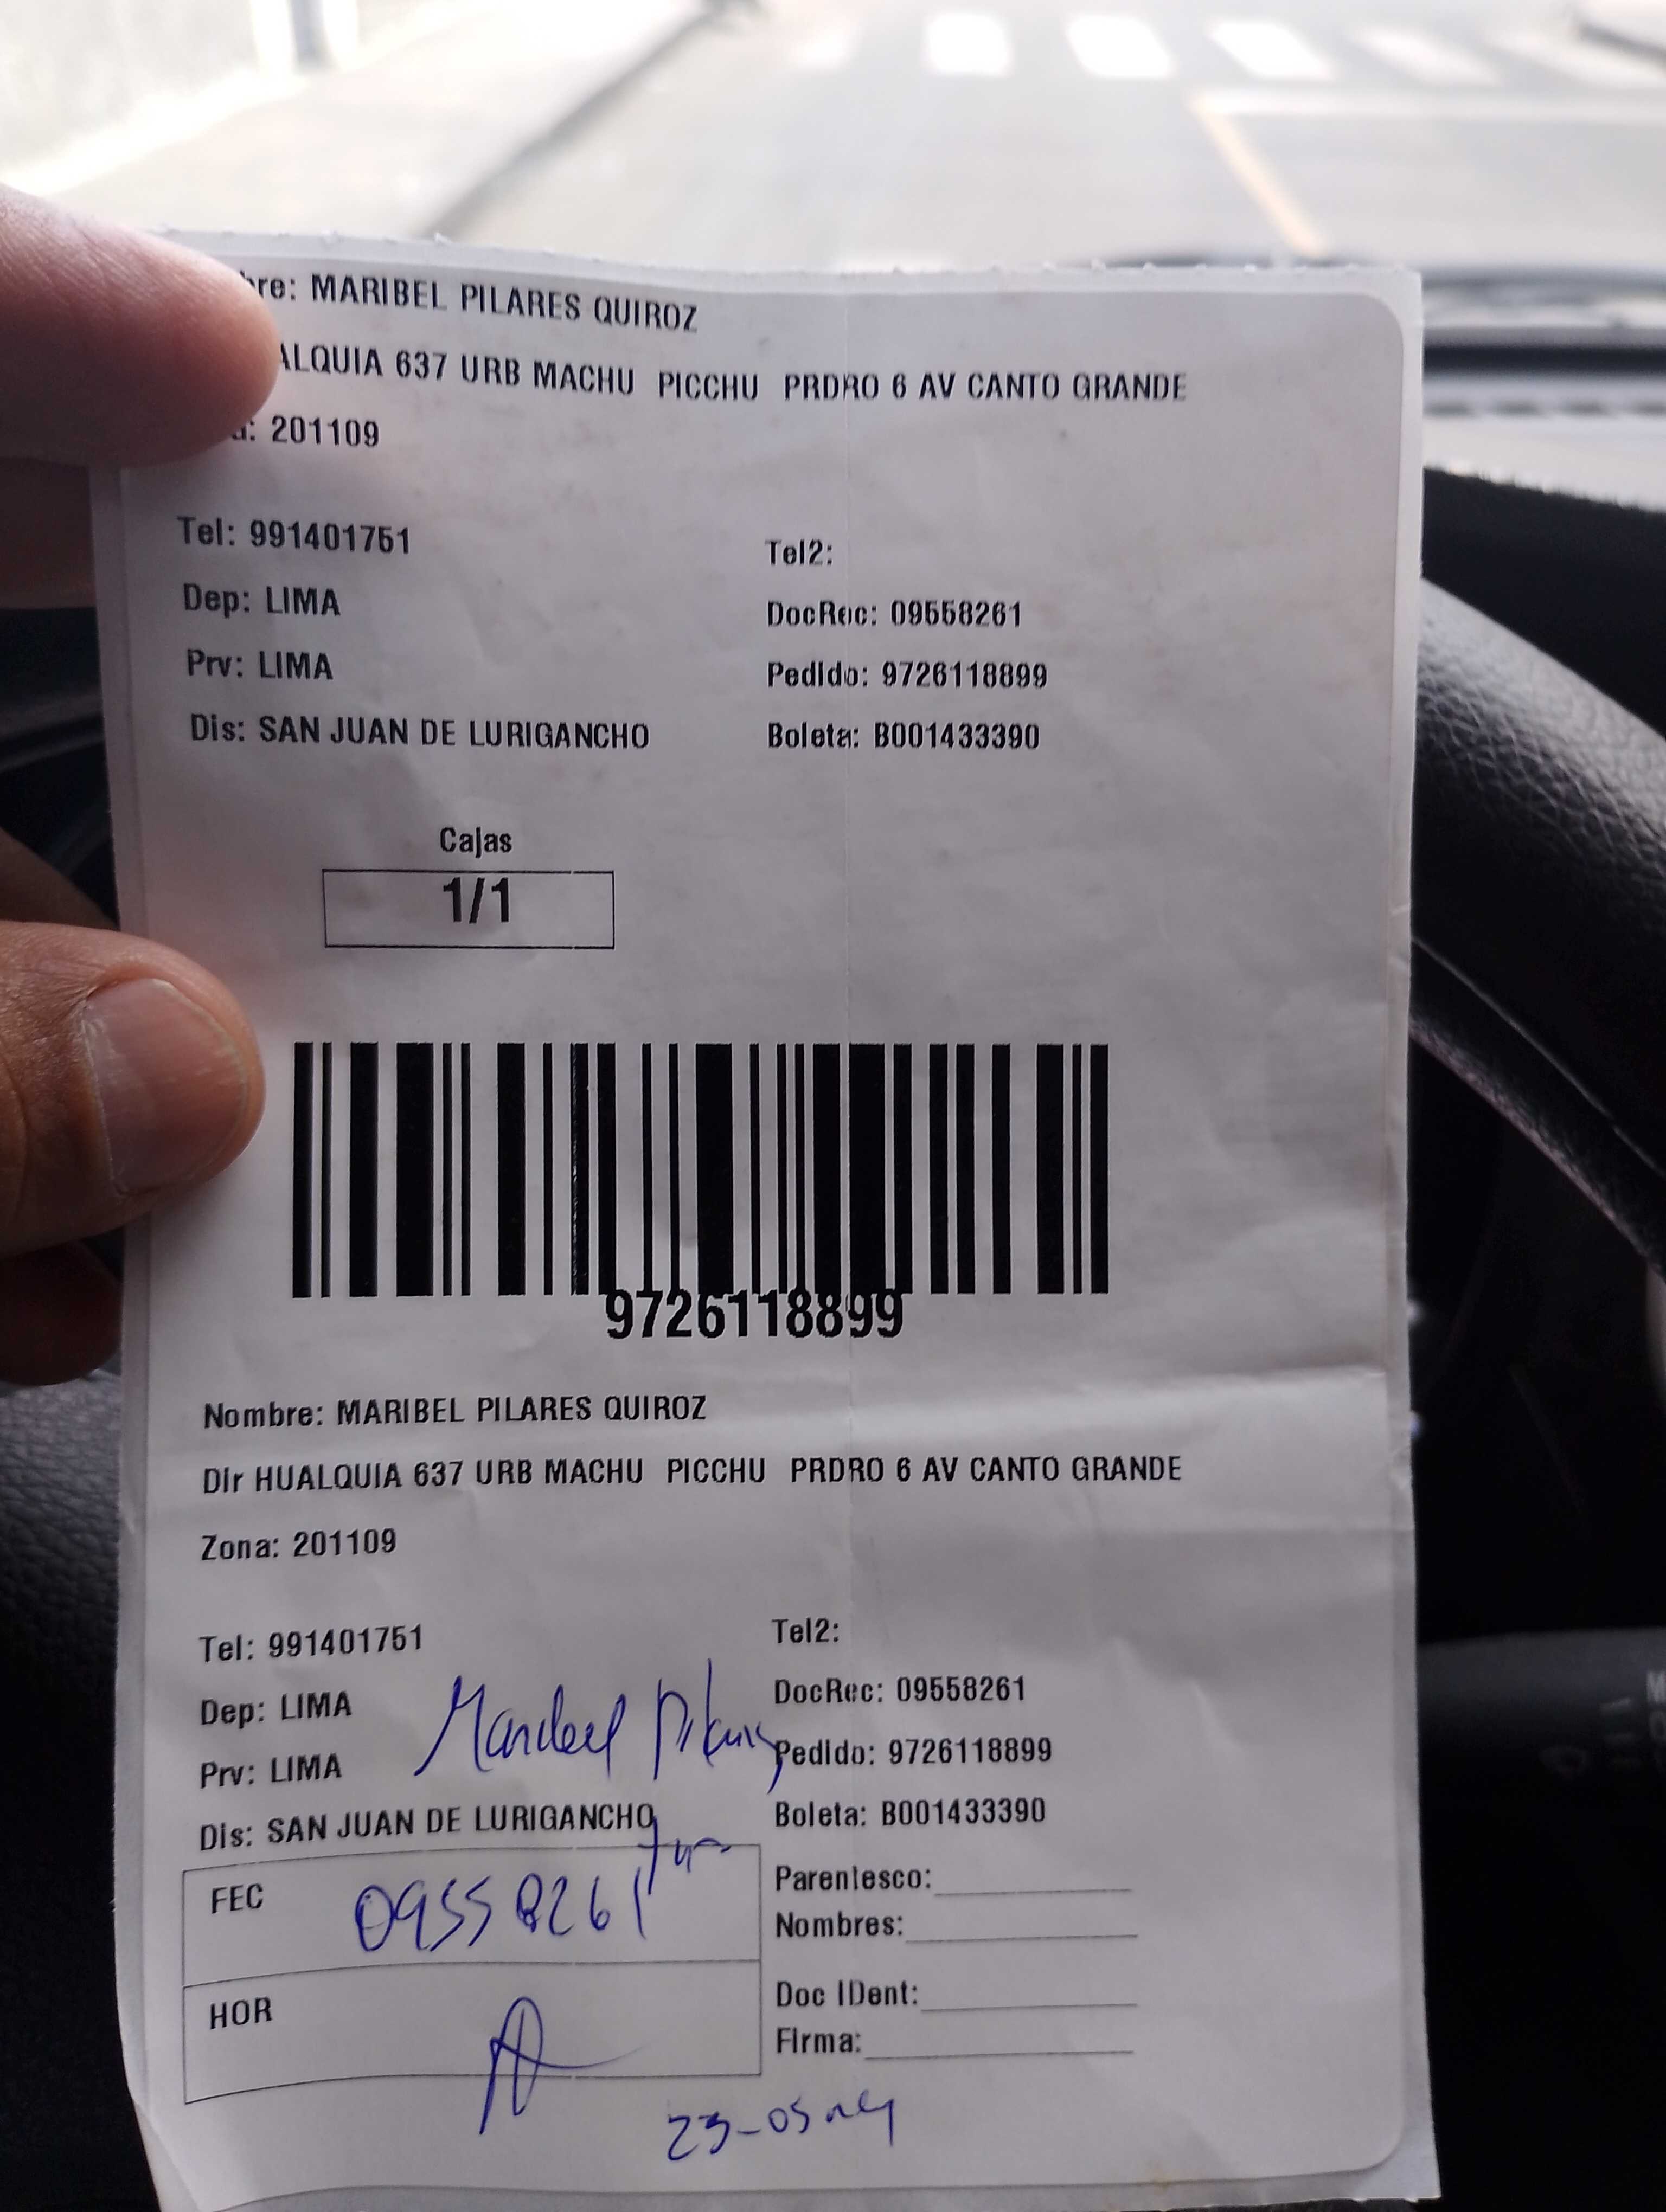 re: MARIBEL PILARES QUIROZ
ALQUIA 637 URB MACHU PICCHU PRDRO 6 AV CANTO GRANDE
a: 201109
Tel: 991401751
Tel2:
Dep: LIMA
DocRec: 09558261
Prv: LIMA
Pedido: 9726118899
Dis: SAN JUAN DE LURIGANCHO
Boleta: B001433390
Cajas
1/1
9726118899
Nombre: MARIBEL PILARES QUIROZ
Dir HUALQUIA 637 URB MACHU PICCHU PRDRO 6 AV CANTO GRANDE
Zona: 201109
Tel: 991401751
Tel2:
Dep: LIMA
DocRec: 09558261
Prv: LIMA
Maribel Pilares
Pedido: 9726118899
Dis: SAN JUAN DE LURIGANCHO
Boleta: B001433390
FEC
09558261
Parentesco:
Nombres:
HOR
Doc IDent:
Firma:
23-05